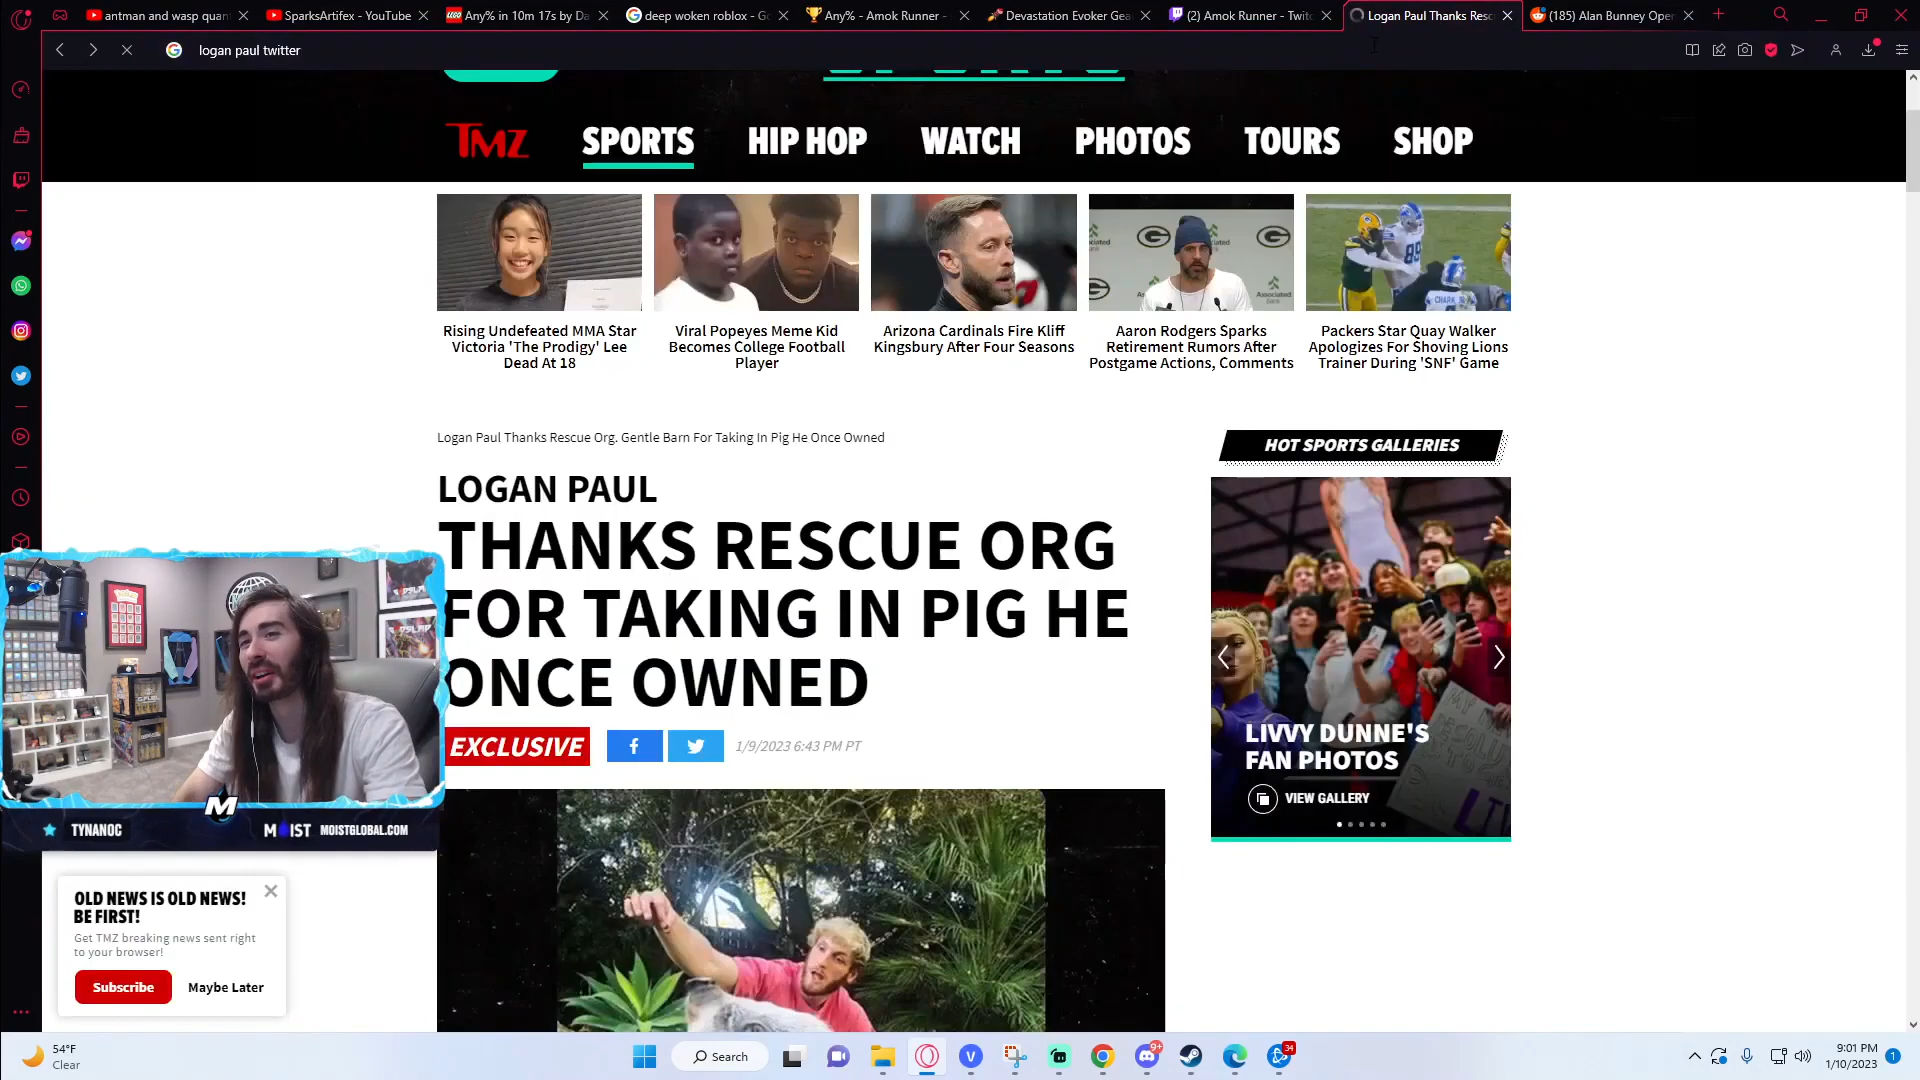 antman and wasp quan
SparksArtifex - YouTube
Any% in 10m 17s by Da
deep woken roblox - Go
Any% - Amok Runner -
Devastation Evoker Gea
(2) Amok Runner - Twitc
Logan Paul Thanks Resc
(185) Alan Bunney Oper
logan paul twitter
TMZ
SPORTS
HIP HOP
WATCH
PHOTOS
TOURS
SHOP
Rising Undefeated MMA Star
Victoria 'The Prodigy' Lee
Dead At 18
Viral Popeyes Meme Kid
Becomes College Football
Player
Arizona Cardinals Fire Kliff
Kingsbury After Four Seasons
Aaron Rodgers Sparks
Retirement Rumors After
Postgame Actions, Comments
Packers Star Quay Walker
Apologizes For Shoving Lions
Trainer During 'SNF' Game
Logan Paul Thanks Rescue Org. Gentle Barn For Taking In Pig He Once Owned
LOGAN PAUL
THANKS RESCUE ORG
FOR TAKING IN PIG HE
ONCE OWNED
EXCLUSIVE
1/9/2023 6:43 PM PT
HOT SPORTS GALLERIES
LIVVY DUNNE'S
FAN PHOTOS
VIEW GALLERY
TYNANOC
MOIST
MOISTGLOBAL.COM
OLD NEWS IS OLD NEWS!
BE FIRST!
Get TMZ breaking news sent right
to your browser!
Subscribe
Maybe Later
54°F
Clear
Search
9+
34
9:01 PM
1/10/2023
1